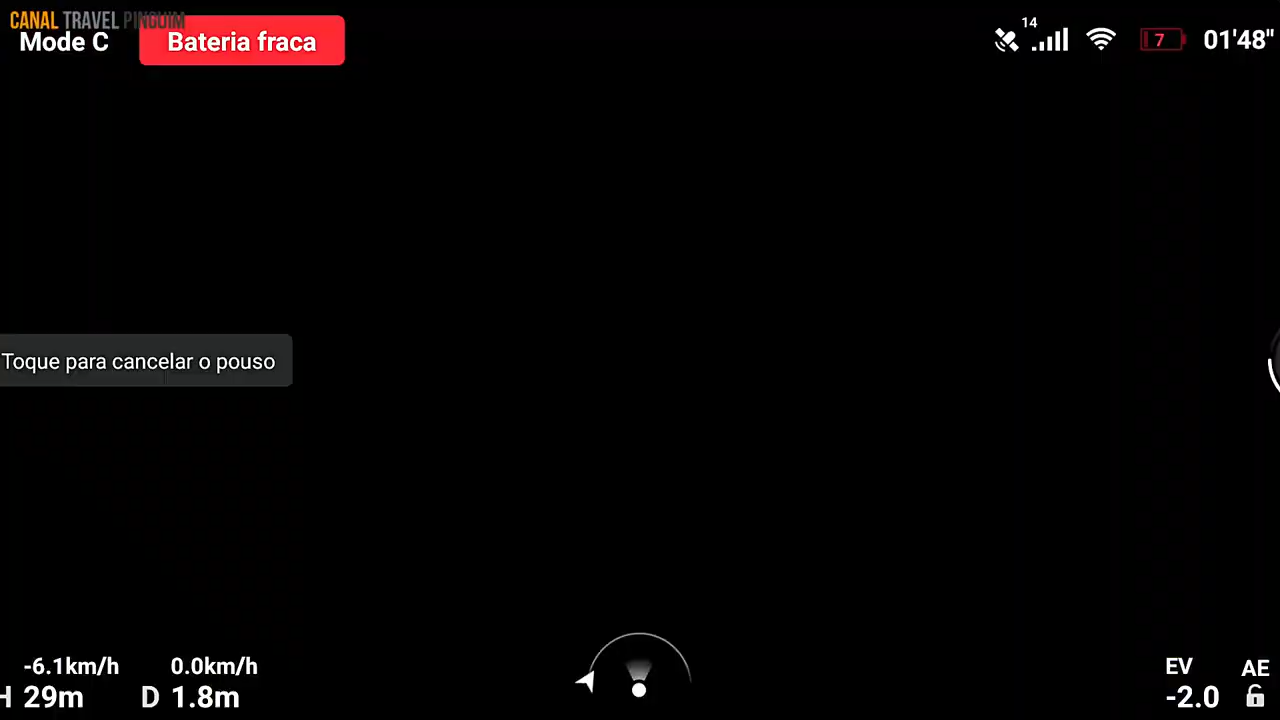 CANAL TRAVEL PINGUIM
Mode C
Bateria fraca
14
7
01'48"
Toque para cancelar o pouso
-6.1km/h
0.0km/h
H 29m
D 1.8m
EV
-2.0
AE